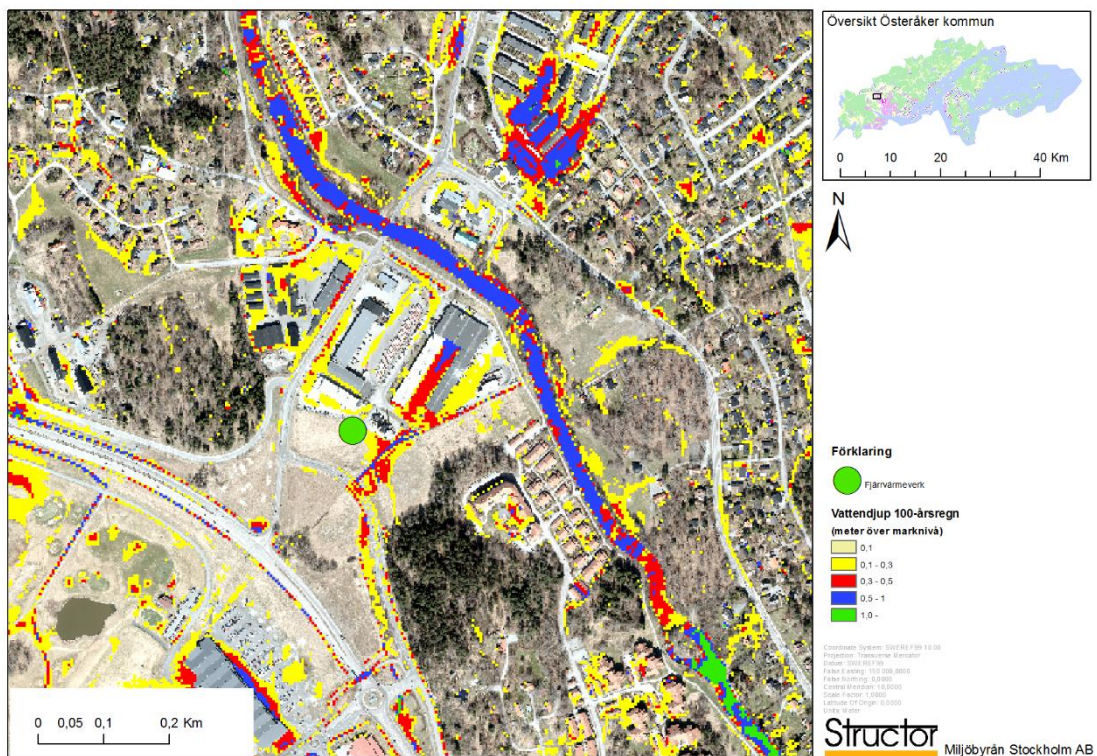 Översikt Österåker kommun
0 10 20 40 Km
N
Förklaring
Fjärrvärmeverk
Vattendjup 100-årsregn
(meter över marknivå)
0,1
0,1 - 0,3
0,3 - 0,5
0,5 - 1
1,0 -
Coordinate System: SWEREF99 18 00
Projection: Transverse Mercator
Datum: SWEREF99
False Easting: 150 000,0000
False Northing: 0,0000
Central Meridian: 18,0000
Scale Factor: 1,0000
Latitude Of Origin: 0,0000
Units: Meter
0 0,05 0,1 0,2 Km
Structor
Miljöbyrån Stockholm AB